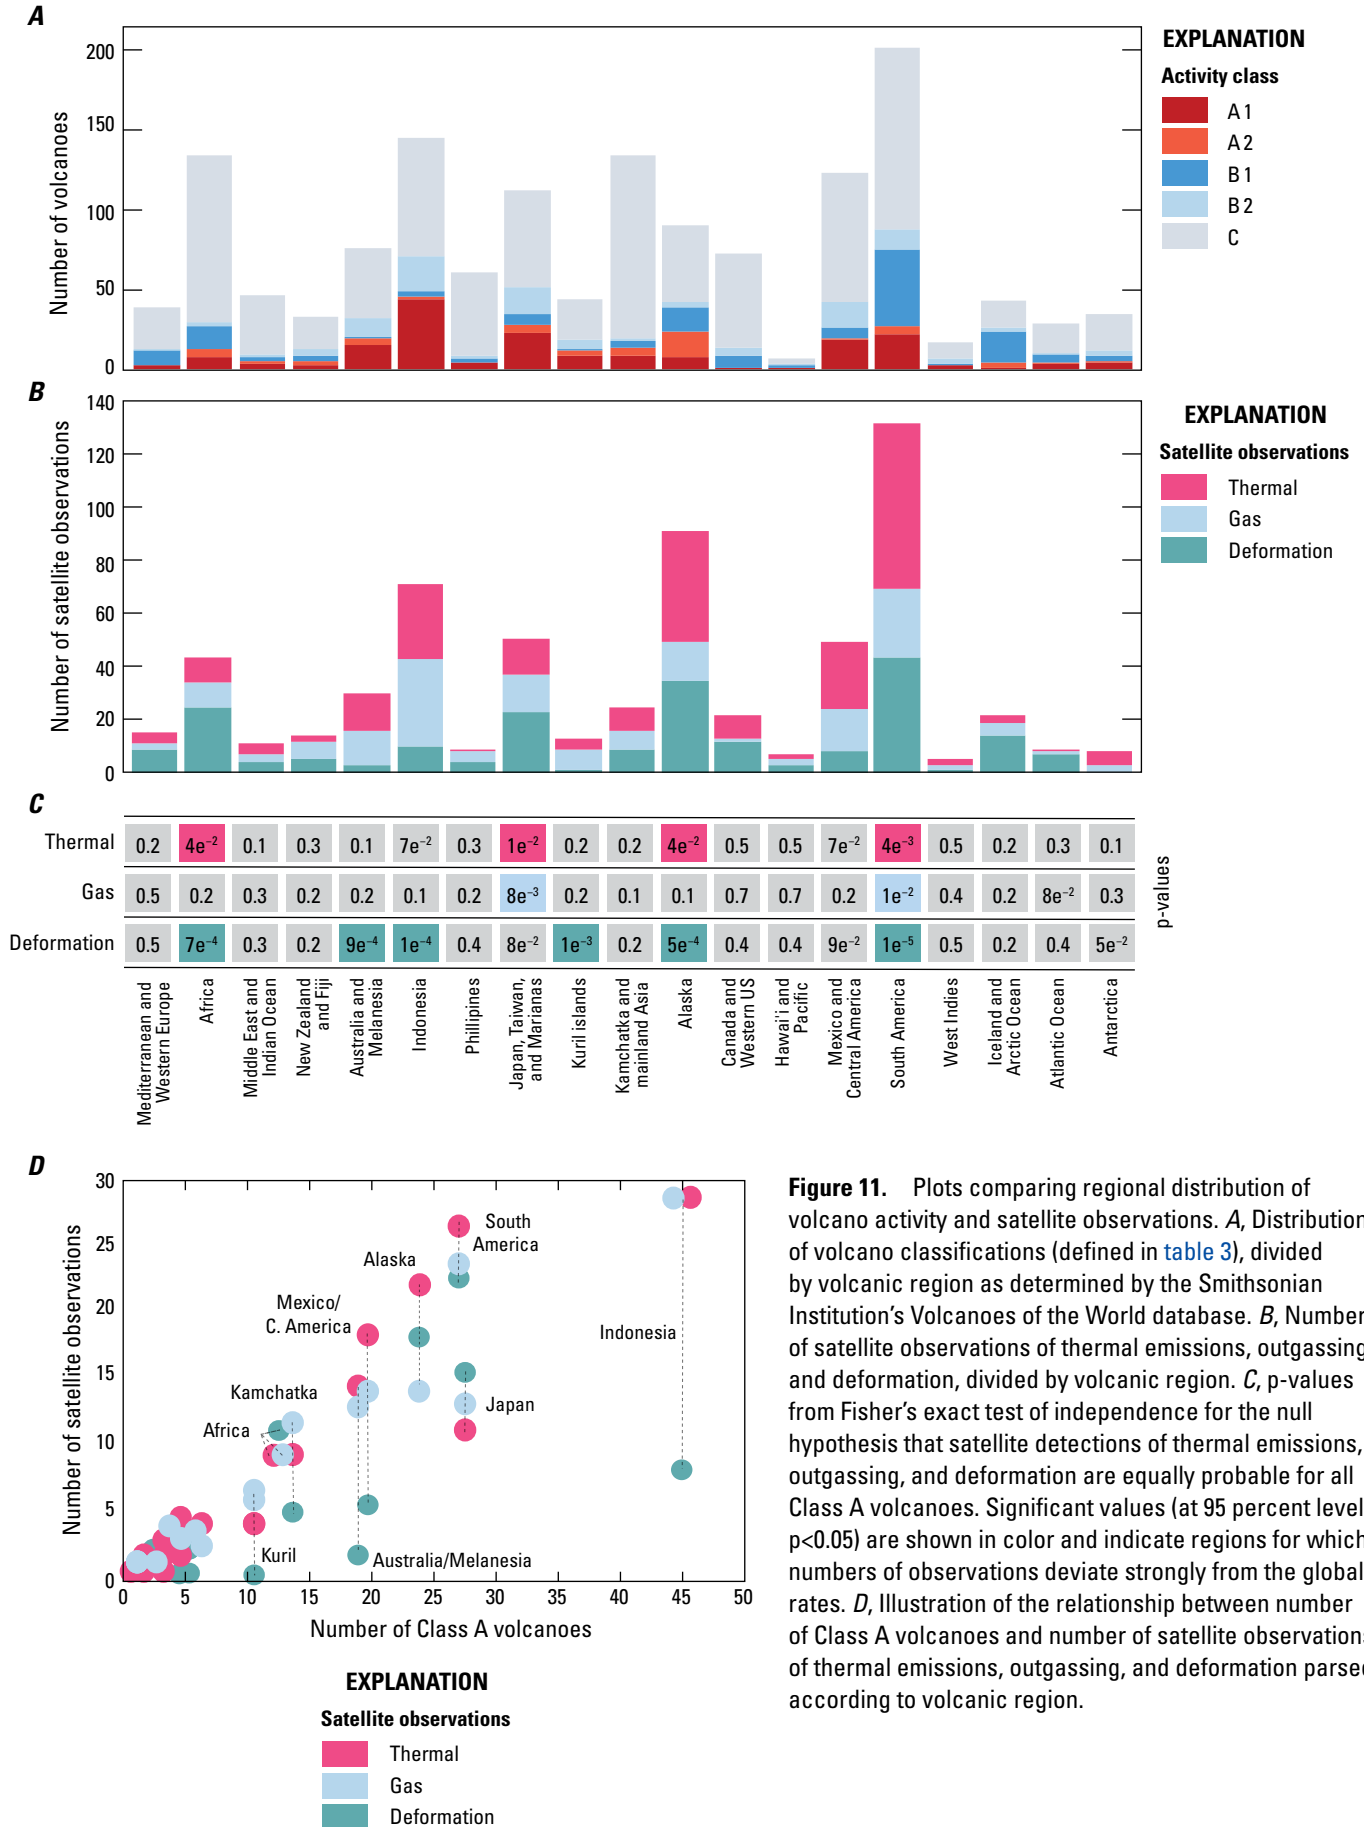 A
EXPLANATION
Activity class
A 1
A 2
B 1
B 2
C
Number of volcanoes
200
150
100
50
0
B
EXPLANATION
Satellite observations
Thermal
Gas
Deformation
Number of satellite observations
140
120
100
80
60
40
20
0
C
Thermal 0.2 4e⁻² 0.1 0.3 0.1 7e⁻² 0.3 1e⁻² 0.2 0.2 4e⁻² 0.5 0.5 7e⁻² 4e⁻³ 0.5 0.2 0.3 0.1
Gas 0.5 0.2 0.3 0.2 0.2 0.1 0.2 8e⁻³ 0.2 0.1 0.1 0.7 0.7 0.2 1e⁻² 0.4 0.2 8e⁻² 0.3
Deformation 0.5 7e⁻⁴ 0.3 0.2 9e⁻⁴ 1e⁻⁴ 0.4 8e⁻² 1e⁻³ 0.2 5e⁻⁴ 0.4 0.4 9e⁻² 1e⁻⁵ 0.5 0.2 0.4 5e⁻²
p-values
Mediterranean and
Western Europe
Africa
Middle East and
Indian Ocean
New Zealand
and Fiji
Australia and
Melanesia
Indonesia
Phillipines
Japan, Taiwan,
and Marianas
Kuril islands
Kamchatka and
mainland Asia
Alaska
Canada and
Western US
Hawai'i and
Pacific
Mexico and
Central America
South America
West Indies
Iceland and
Arctic Ocean
Atlantic Ocean
Antarctica
D
Number of satellite observations
30
25
20
15
10
5
0
South
America
Alaska
Mexico/
C. America
Indonesia
Kamchatka
Africa
Japan
Kuril
Australia/Melanesia
0 5 10 15 20 25 30 35 40 45 50
Number of Class A volcanoes
EXPLANATION
Satellite observations
Thermal
Gas
Deformation
Figure 11. Plots comparing regional distribution of
volcano activity and satellite observations. A, Distribution
of volcano classifications (defined in table 3), divided
by volcanic region as determined by the Smithsonian
Institution's Volcanoes of the World database. B, Number
of satellite observations of thermal emissions, outgassing
and deformation, divided by volcanic region. C, p-values
from Fisher's exact test of independence for the null
hypothesis that satellite detections of thermal emissions,
outgassing, and deformation are equally probable for all
Class A volcanoes. Significant values (at 95 percent level
p<0.05) are shown in color and indicate regions for which
numbers of observations deviate strongly from the global
rates. D, Illustration of the relationship between number
of Class A volcanoes and number of satellite observations
of thermal emissions, outgassing, and deformation parsed
according to volcanic region.